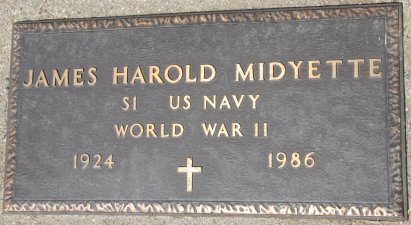 JAMES HAROLD MIDYETTE
S1 US NAVY
WORLD WAR II
1924 1986